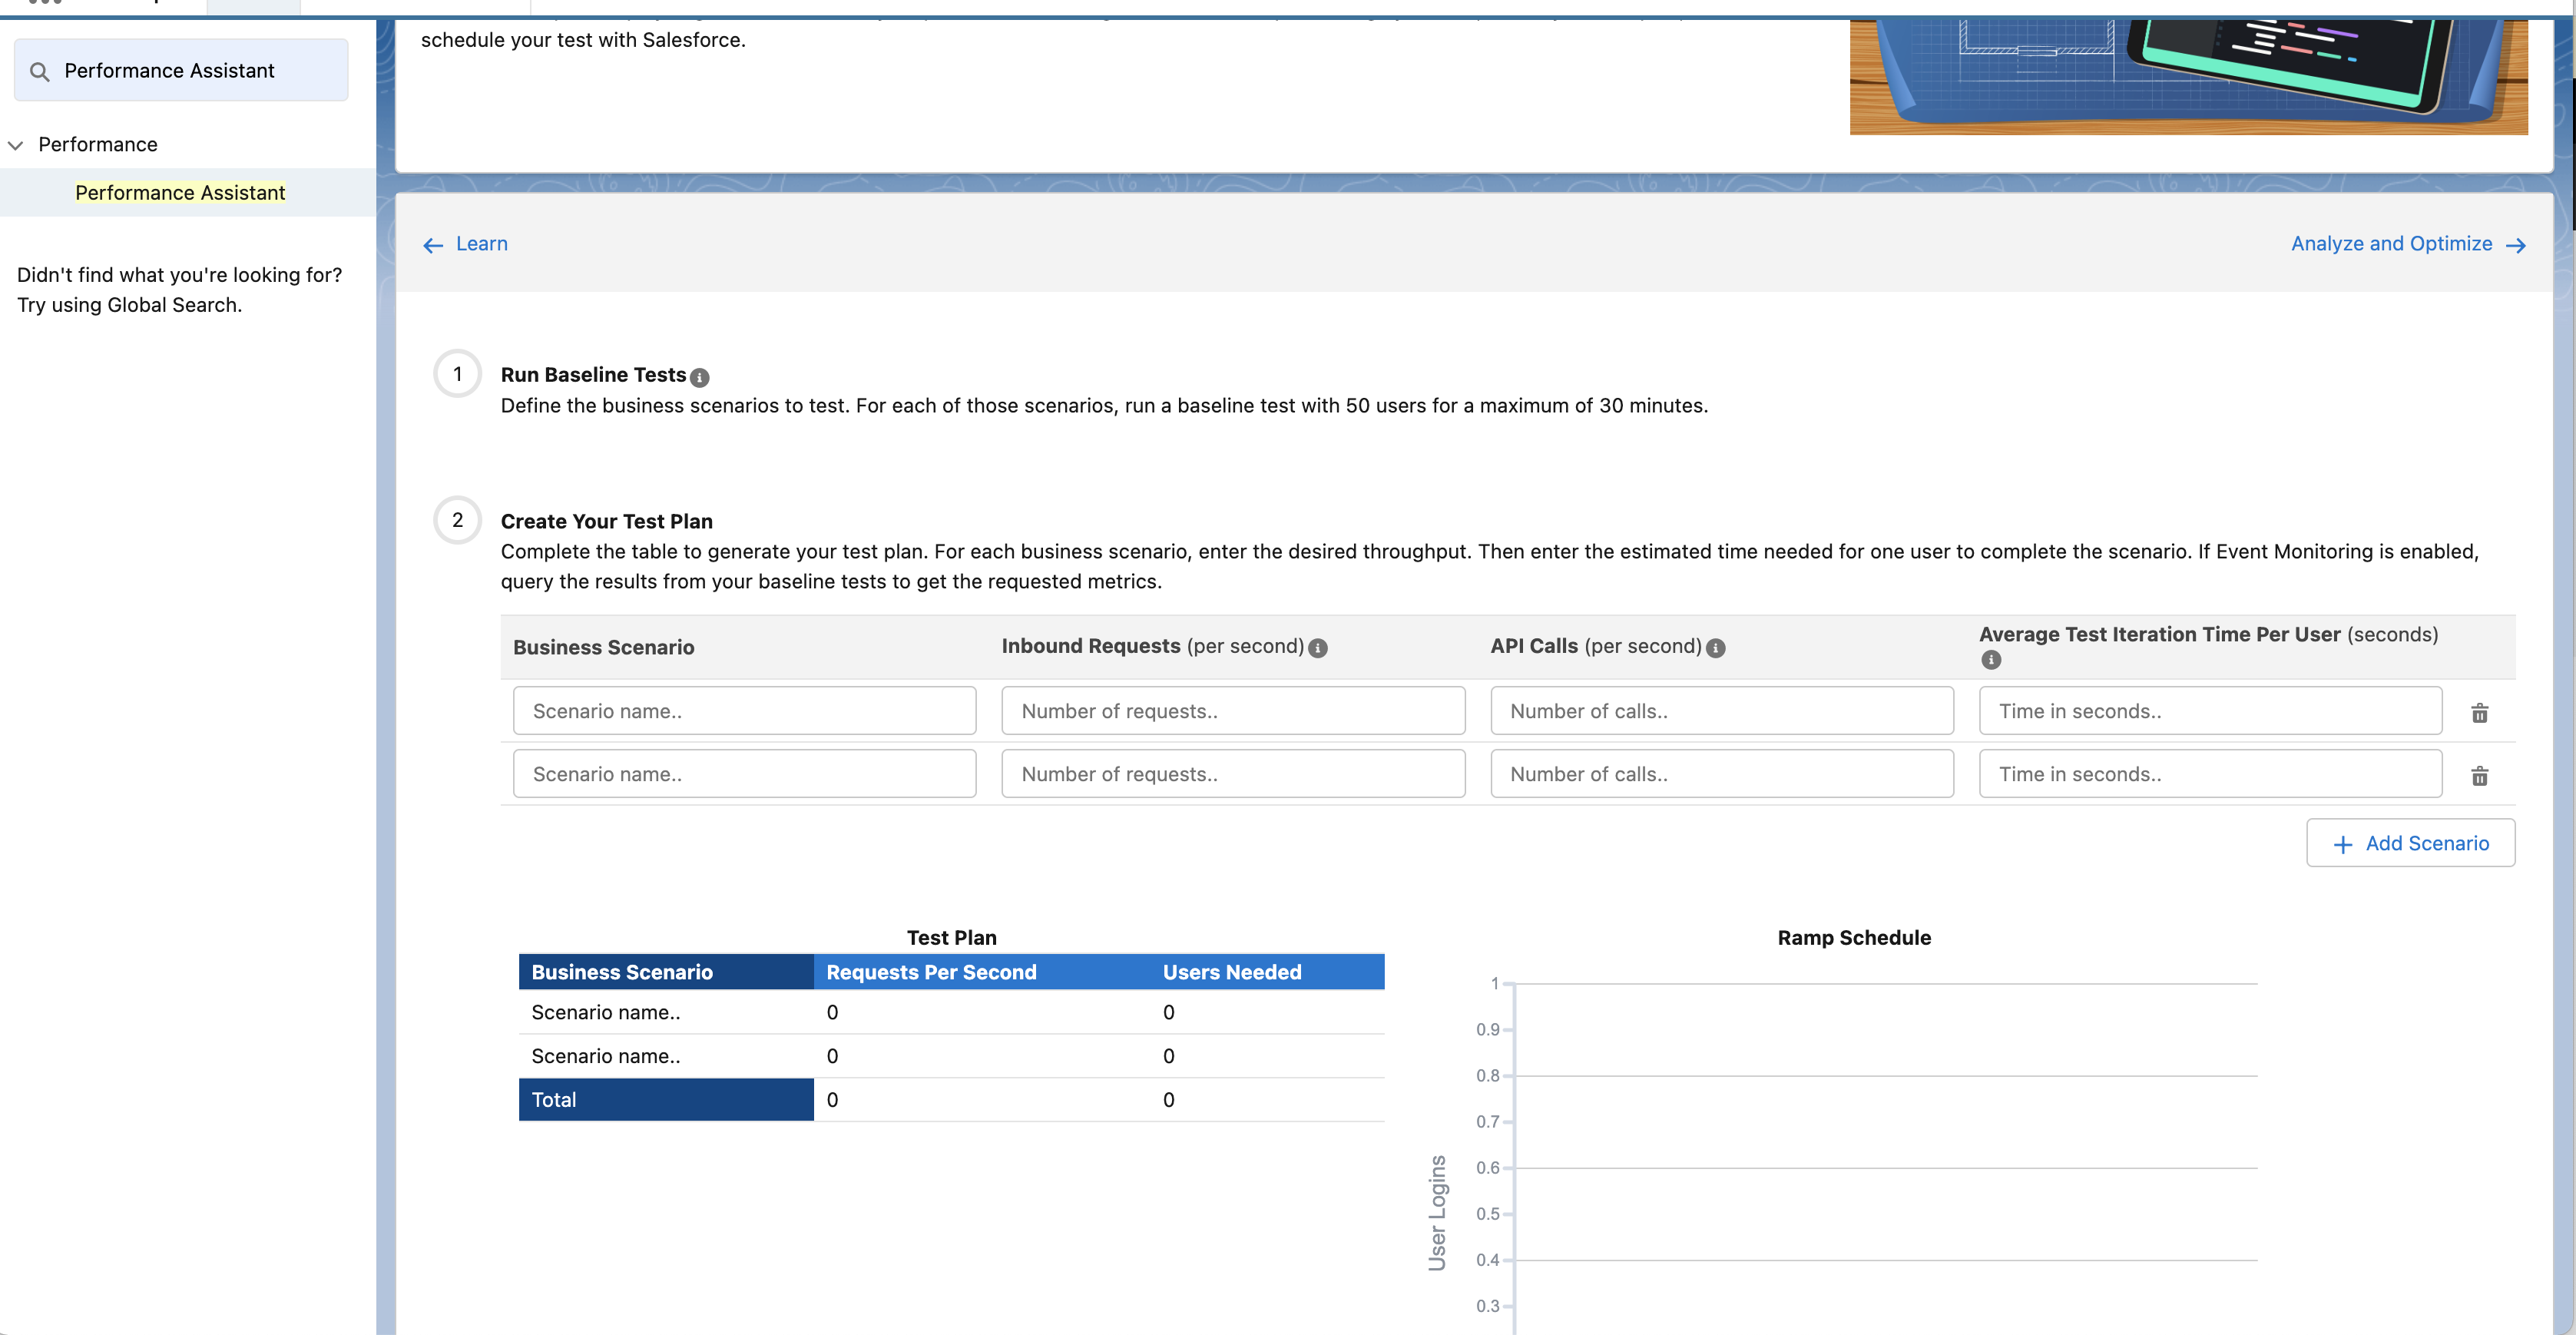 schedule your test with Salesforce.
Performance Assistant
Performance
Performance Assistant
Didn't find what you're looking for?
Try using Global Search.
Learn
Analyze and Optimize
1
Run Baseline Tests
Define the business scenarios to test. For each of those scenarios, run a baseline test with 50 users for a maximum of 30 minutes.
2
Create Your Test Plan
Complete the table to generate your test plan. For each business scenario, enter the desired throughput. Then enter the estimated time needed for one user to complete the scenario. If Event Monitoring is enabled,
query the results from your baseline tests to get the requested metrics.
Business Scenario Inbound Requests (per second) API Calls (per second) Average Test Iteration Time Per User (seconds)
Scenario name.. Number of requests.. Number of calls.. Time in seconds..
Scenario name.. Number of requests.. Number of calls.. Time in seconds..
Add Scenario
Test Plan
Business Scenario Requests Per Second Users Needed
Scenario name.. 0 0
Scenario name.. 0 0
Total 0 0
Ramp Schedule
1
0.9
0.8
0.7
0.6
0.5
0.4
0.3
User Logins